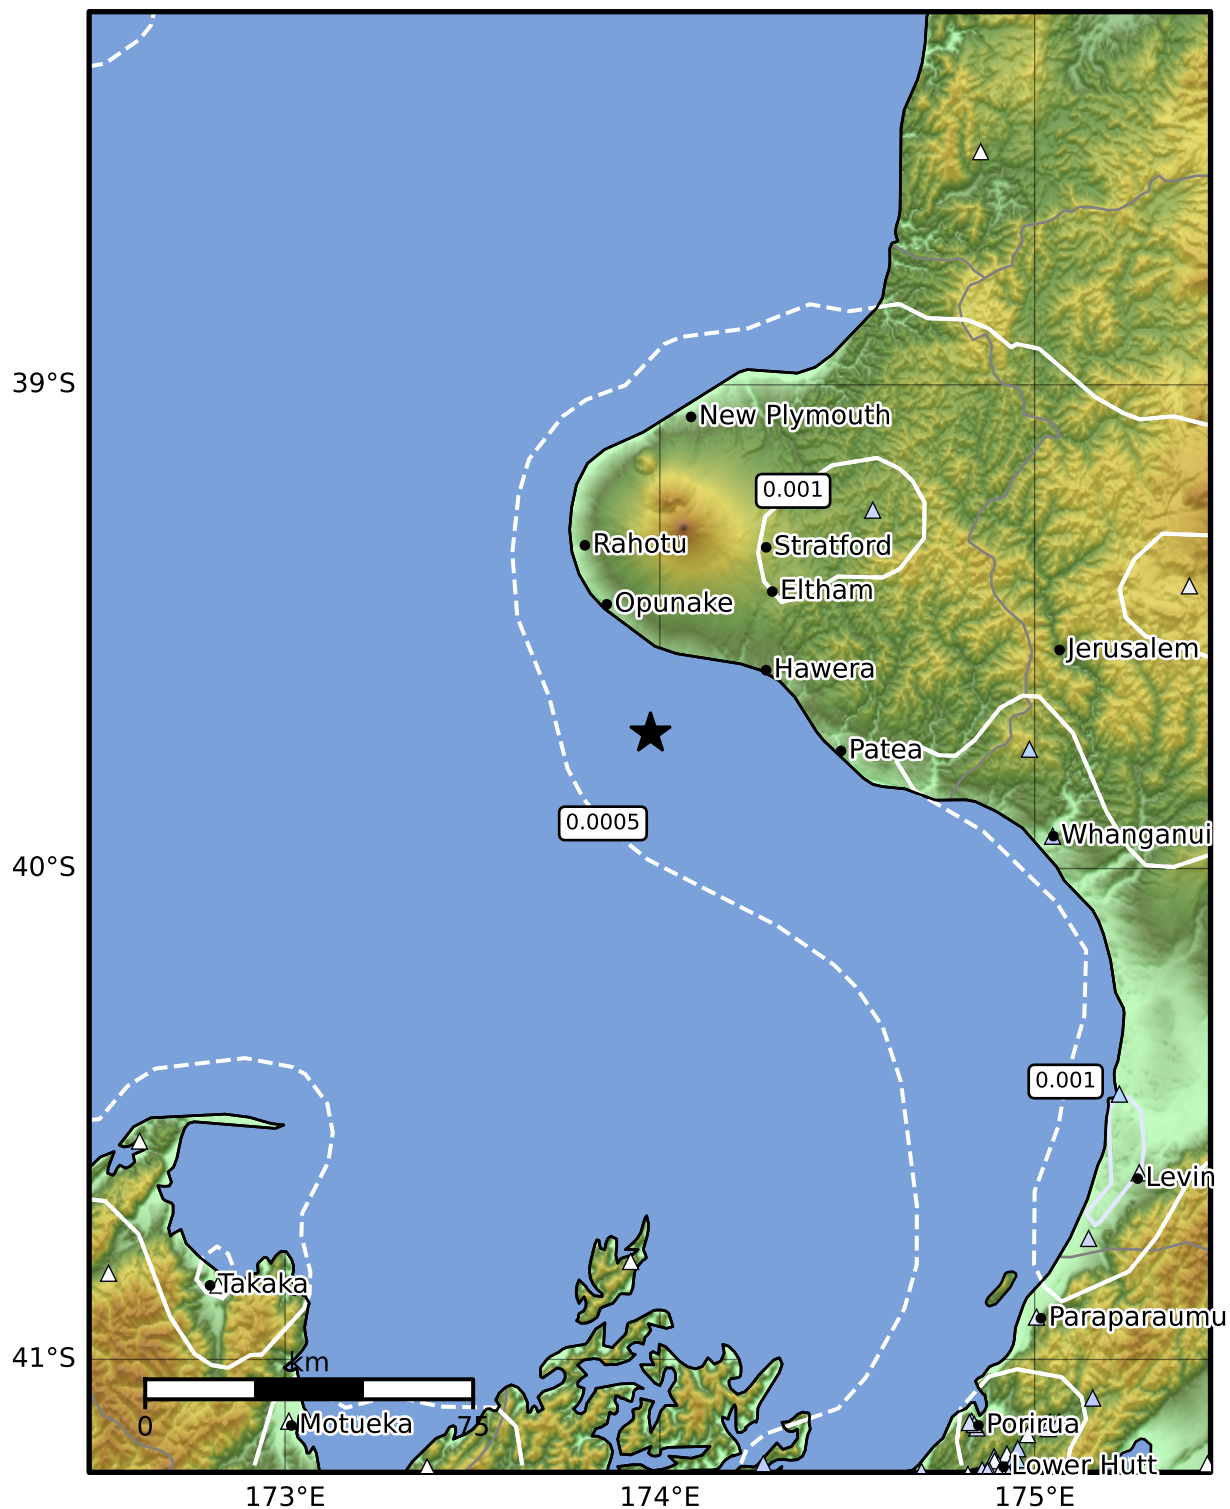 39°S
New Plymouth
0.001
Rahotu
Stratford
Eltham
Opunake
Jerusalem
Hawera
Patea
0.0005
Whanganui
40°S
0.001
Levin
Takaka
Paraparaumu
41°S
km
0
75
Motueka
Porirua
Lower Hutt
173°E
174°E
175°E